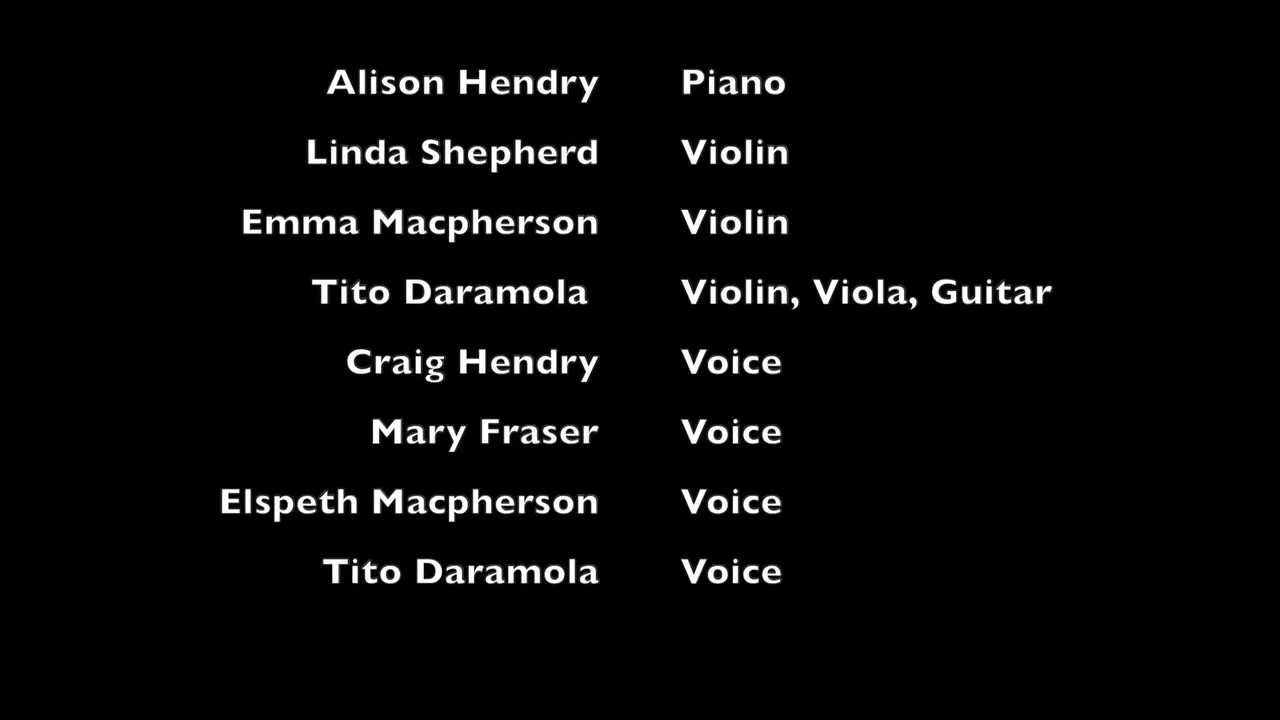 Alison Hendry Piano
Linda Shepherd Violin
Emma Macpherson Violin
Tito Daramola Violin, Viola, Guitar
Craig Hendry Voice
Mary Fraser Voice
Elspeth Macpherson Voice
Tito Daramola Voice